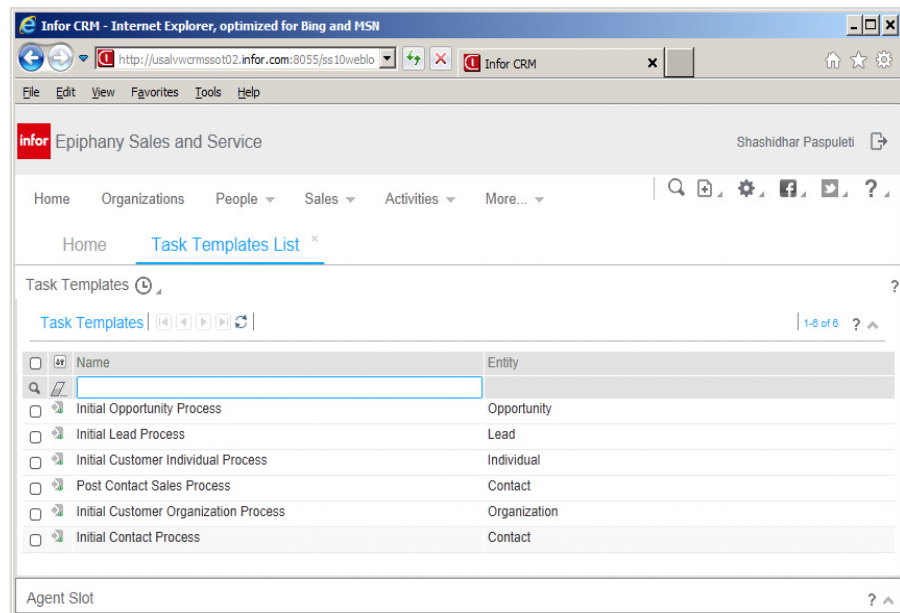 Infor CRM - Internet Explorer, optimized for Bing and MSN
http://usalvwcrmssot02.infor.com:8055/ss10weblo
Infor CRM
File Edit View Favorites Tools Help
infor Epiphany Sales and Service
Shashidhar Paspuleti
Home Organizations People Sales Activities More... ?
Home Task Templates List ×
Task Templates ?
Task Templates 1-6 of 6 ?
Name Entity
Initial Opportunity Process Opportunity
Initial Lead Process Lead
Initial Customer Individual Process Individual
Post Contact Sales Process Contact
Initial Customer Organization Process Organization
Initial Contact Process Contact
Agent Slot ?